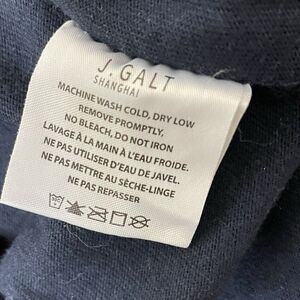 J. GALT
SHANGHAI
MACHINE WASH COLD, DRY LOW
REMOVE PROMPTLY,
NO BLEACH, DO NOT IRON
LAVAGE À LA MAIN À L'EAU FROIDE.
NE PAS UTILISER D'EAU DE JAVEL.
NE PAS METTRE AU SÈCHE-LINGE
NE PAS REPASSER